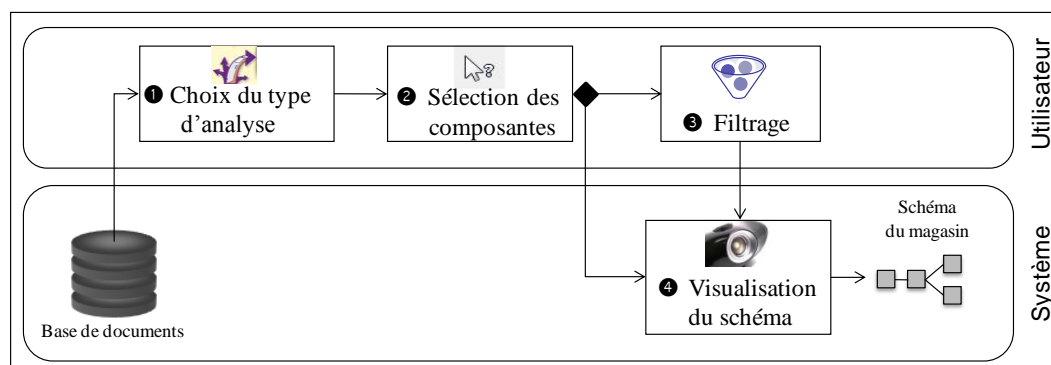 ❶ Choix du type
d’analyse
❷ Sélection des
composantes
?
❸ Filtrage
Utilisateur
Base de documents
❹ Visualisation
du schéma
Schéma
du magasin
Système